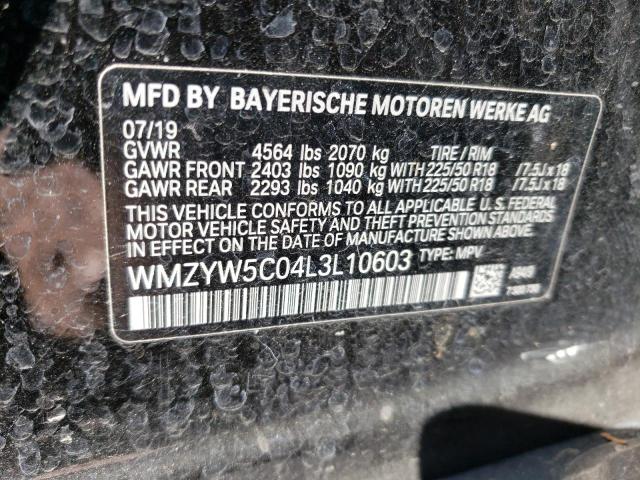 MFD BY BAYERISCHE MOTOREN WERKE AG
07/19
GVWR 4564 lbs 2070 kg TIRE / RIM
GAWR FRONT 2403 lbs 1090 kg WITH 225/50 R18 /7.5J x 18
GAWR REAR 2293 lbs 1040 kg WITH 225/50 R18 /7.5J x 18
THIS VEHICLE CONFORMS TO ALL APPLICABLE U. S. FEDERAL
MOTOR VEHICLE SAFETY AND THEFT PREVENTION STANDARDS
IN EFFECT ON THE DATE OF MANUFACTURE SHOWN ABOVE.
WMZYW5C04L3L10603 TYPE: MPV